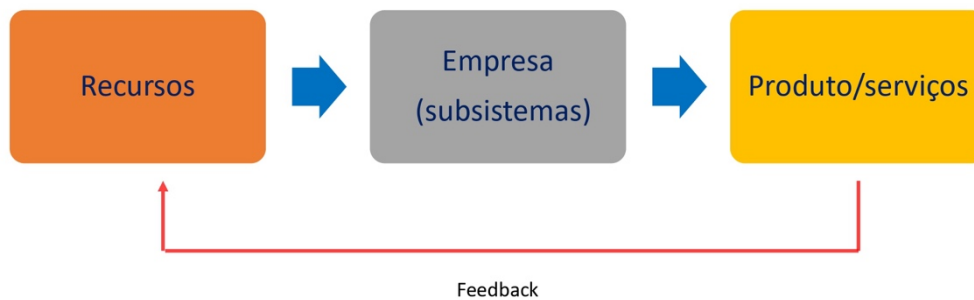 Recursos
Empresa
(subsistemas)
Produto/serviços
Feedback